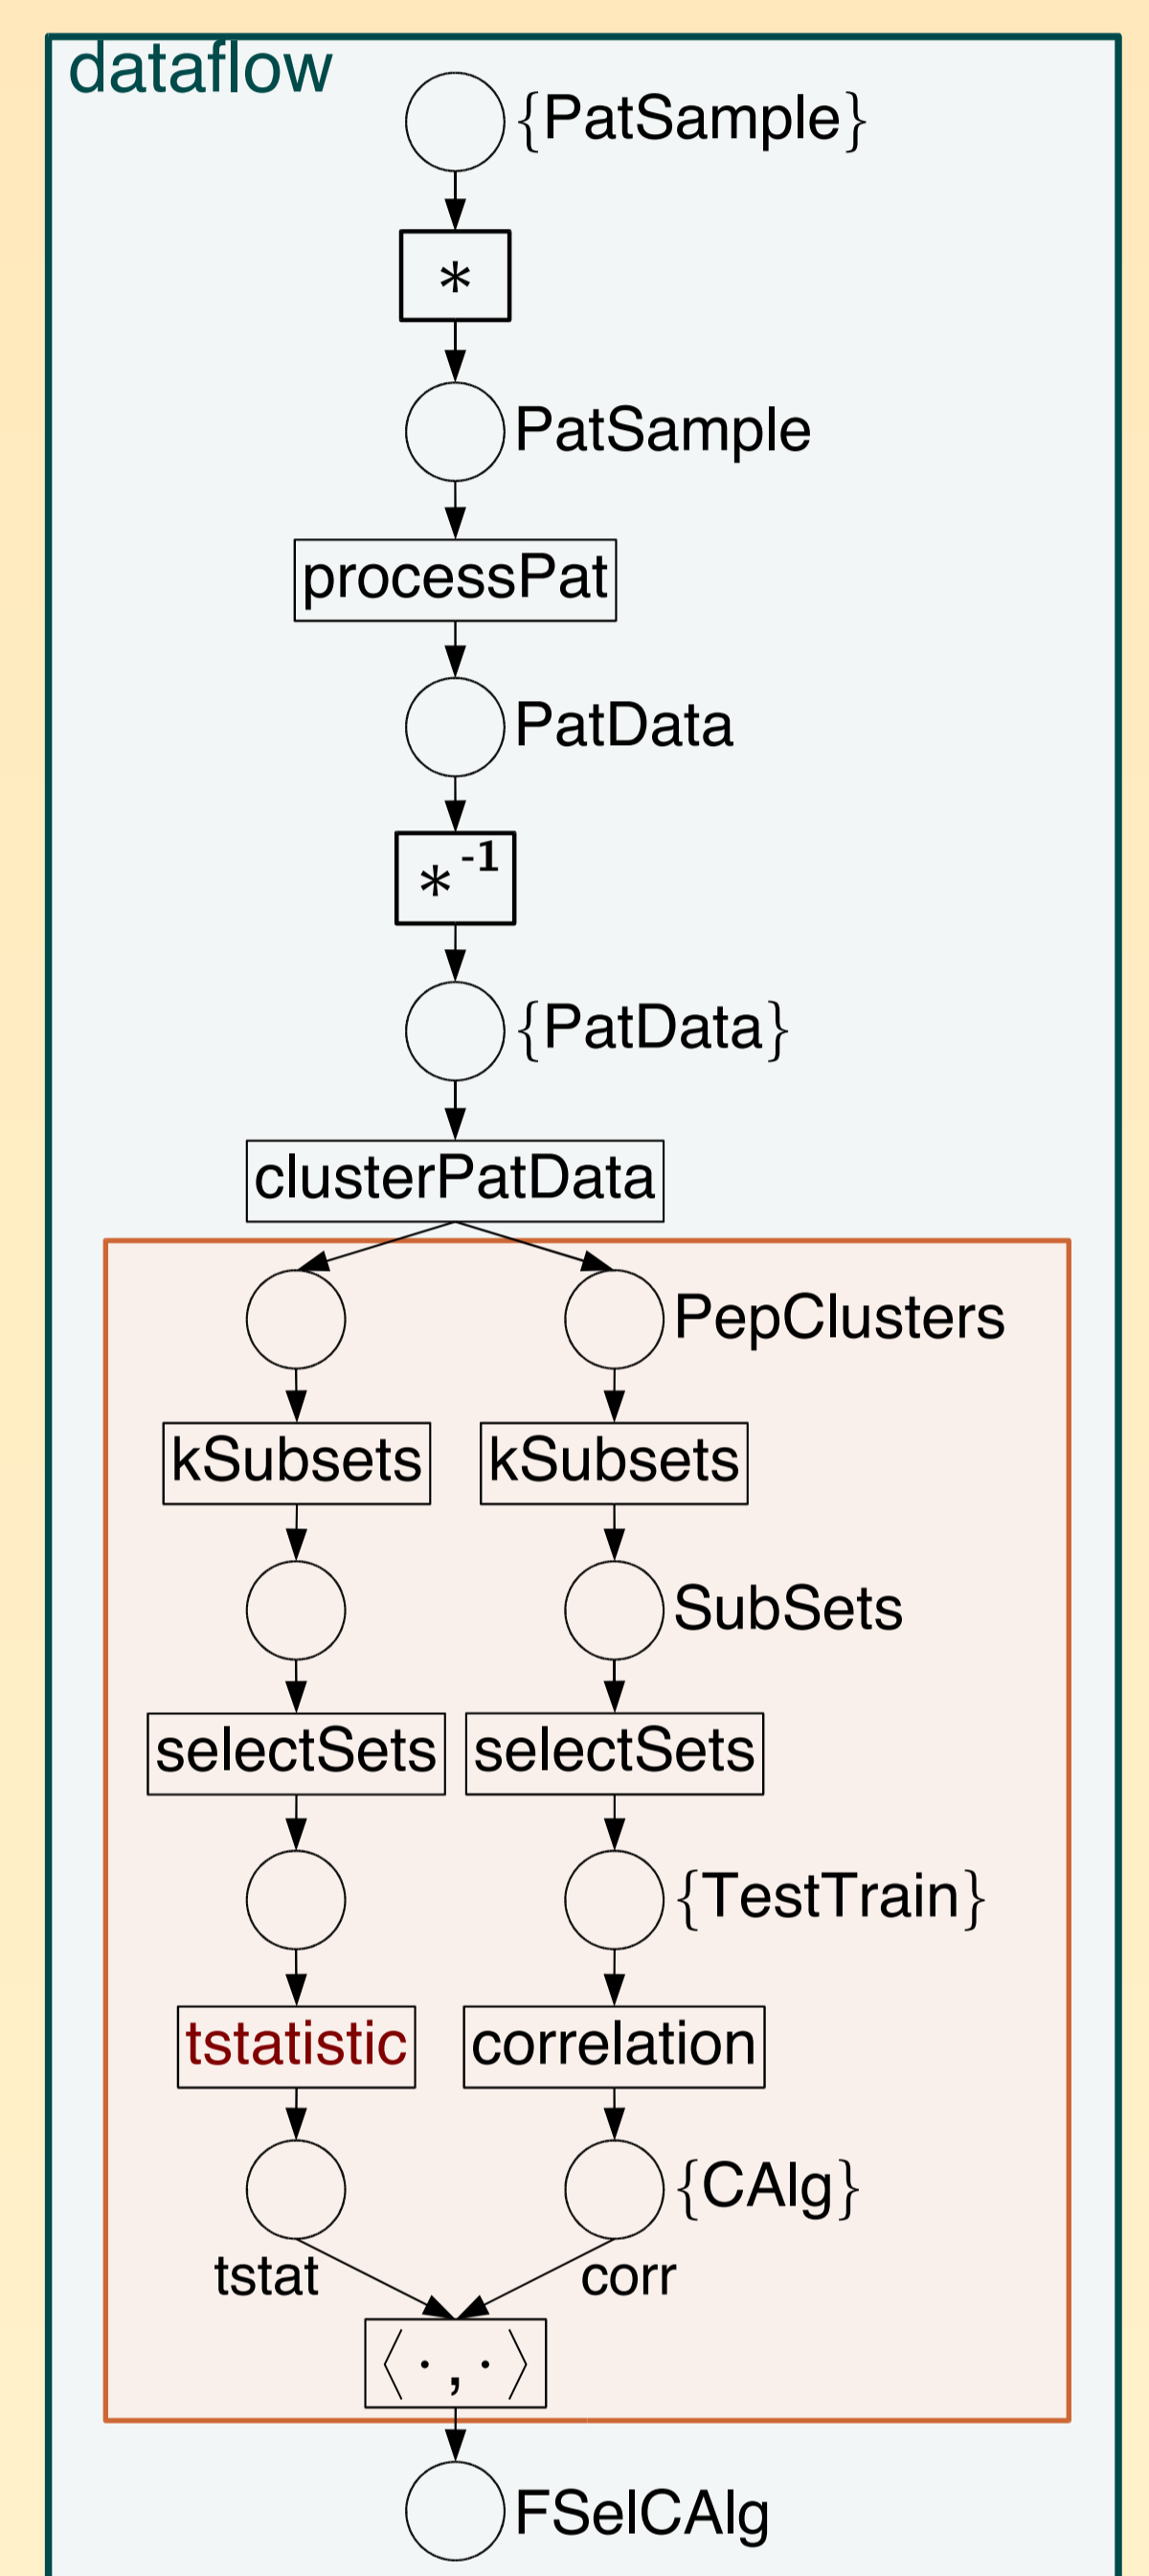 dataflow
{PatSample}
*
PatSample
processPat
PatData
*-1
{PatData}
clusterPatData
PepClusters
kSubsets kSubsets
SubSets
selectSets selectSets
{TestTrain}
tstatistic correlation
{CAlg}
tstat corr
⟨·,·⟩
FSelCAlg